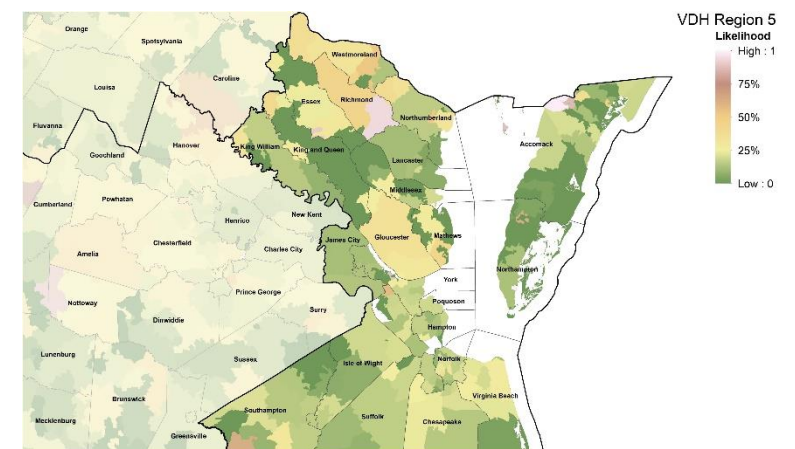 VDH Region 5
Likelihood
High : 1
75%
50%
25%
Low : 0
Orange
Spotsylvania
Westmoreland
Caroline
Louisa
Essex
Richmond
Northumberland
Accomack
Fluvanna
Hanover
King William
King and Queen
Goochland
Lancaster
Middlesex
Powhatan
Cumberland
Henrico
New Kent
James City
Gloucester
Mathews
Chesterfield
Charles City
Amelia
Northampton
York
Prince George
Poquoson
Nottoway
Surry
Dinwiddie
Hampton
Lunenburg
Sussex
Isle of Wight
Norfolk
Virginia Beach
Brunswick
Southampton
Mecklenburg
Suffolk
Chesapeake
Greensville